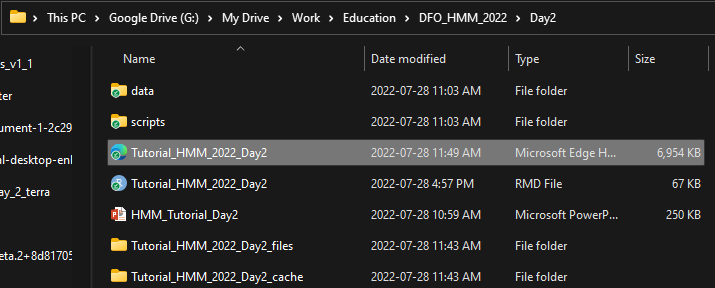 This PC > Google Drive (G:) > My Drive > Work > Education > DFO_HMM_2022 > Day2
Name Date modified Type Size
s_v1_1
data 2022-07-28 11:03 AM File folder
ter
scripts 2022-07-28 11:03 AM File folder
ument-1-2c29
Tutorial_HMM_2022_Day2 2022-07-28 11:49 AM Microsoft Edge H... 6,954 KB
al-desktop-enl
Tutorial_HMM_2022_Day2 2022-07-28 4:57 PM RMD File 67 KB
ay_2_terra
HMM_Tutorial_Day2 2022-07-28 10:59 AM Microsoft PowerP... 250 KB
Tutorial_HMM_2022_Day2_files 2022-07-28 11:43 AM File folder
eta.2+8d81705
Tutorial_HMM_2022_Day2_cache 2022-07-28 11:43 AM File folder